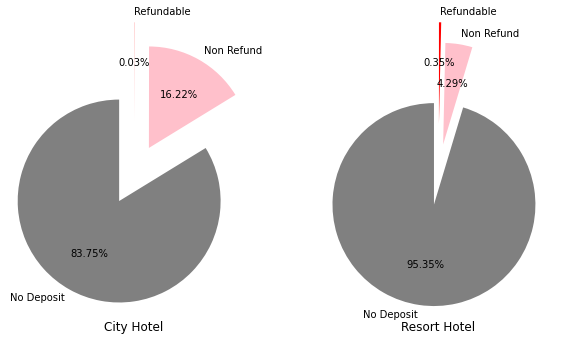 Refundable
0.03%
Non Refund
16.22%
83.75%
No Deposit
City Hotel
Refundable
0.35%
Non Refund
4.29%
95.35%
No Deposit
Resort Hotel